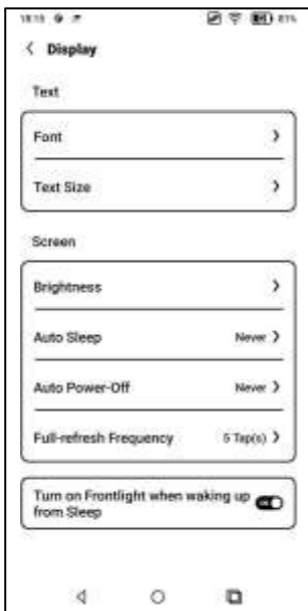 Display
Text
Font
Text Size
Screen
Brightness
Auto Sleep Never
Auto Power-Off Never
Full-refresh Frequency 5 Tap(s)
Turn on Frontlight when waking up
from Sleep